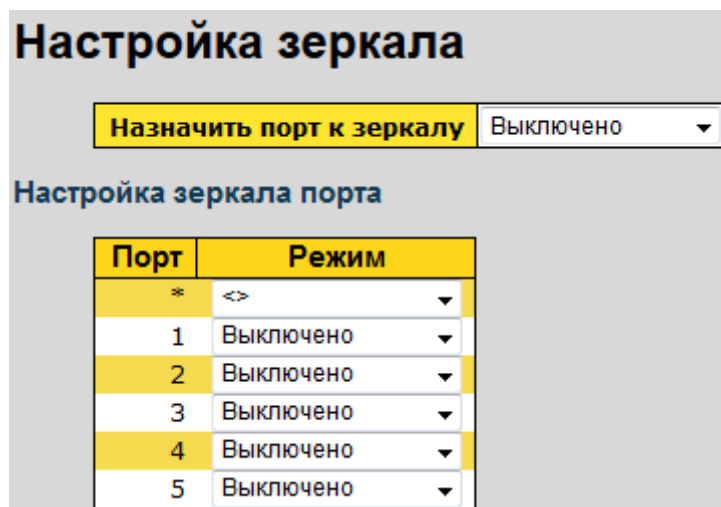 Настройка зеркала
Назначить порт к зеркалу Выключено
Настройка зеркала порта
Порт Режим
* <>
1 Выключено
2 Выключено
3 Выключено
4 Выключено
5 Выключено